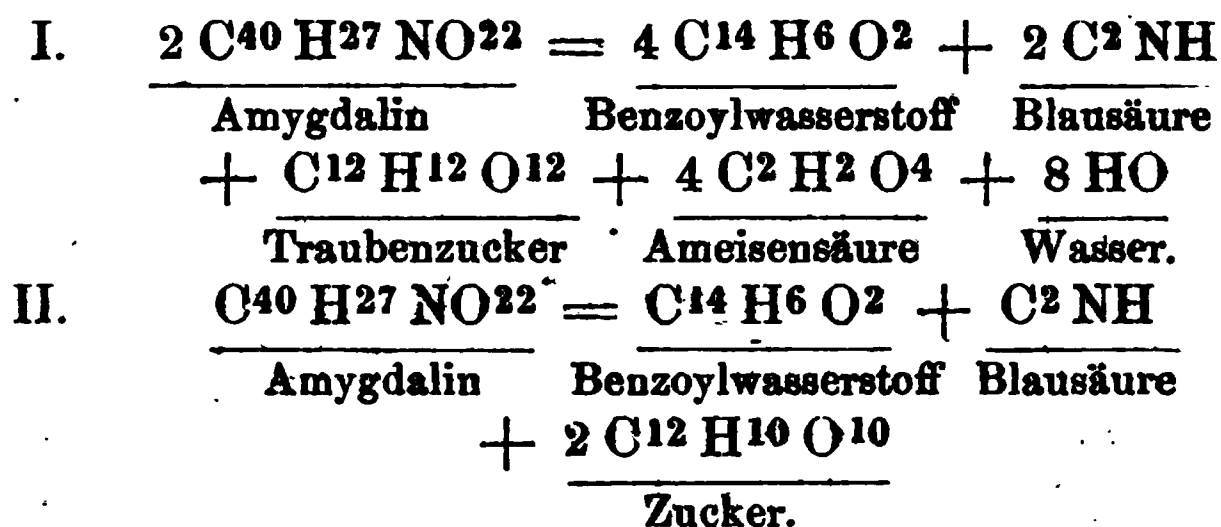 I. 2 C40 H27 NO22 = 4 C14 H6 O2 + 2 C2 NH
Amygdalin Benzoylwasserstoff Blausäure
+ C12 H12 O12 + 4 C2 H2 O4 + 8 HO
Traubenzucker Ameisensäure Wasser.
II. C40 H27 NO22 = C14 H6 O2 + C2 NH
Amygdalin Benzoylwasserstoff Blausäure
+ 2 C12 H10 O10
Zucker.